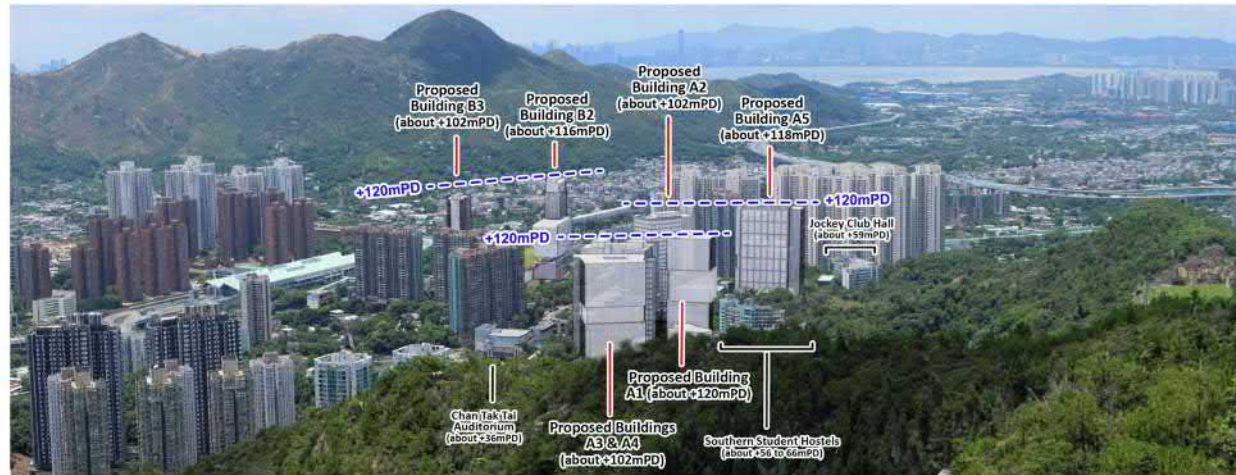 Proposed
Building B3
(about +102mPD)
Proposed
Building B2
(about +116mPD)
Proposed
Building A2
(about +102mPD)
Proposed
Building A5
(about +118mPD)
+120mPD
+120mPD
+120mPD
Jockey Club Hall
(about +59mPD)
Chan Tak Tai
Auditorium
(about +36mPD)
Proposed Buildings
A3 & A4
(about +102mPD)
Proposed Building
A1 (about +120mPD)
Southern Student Hostels
(about +56 to 66mPD)